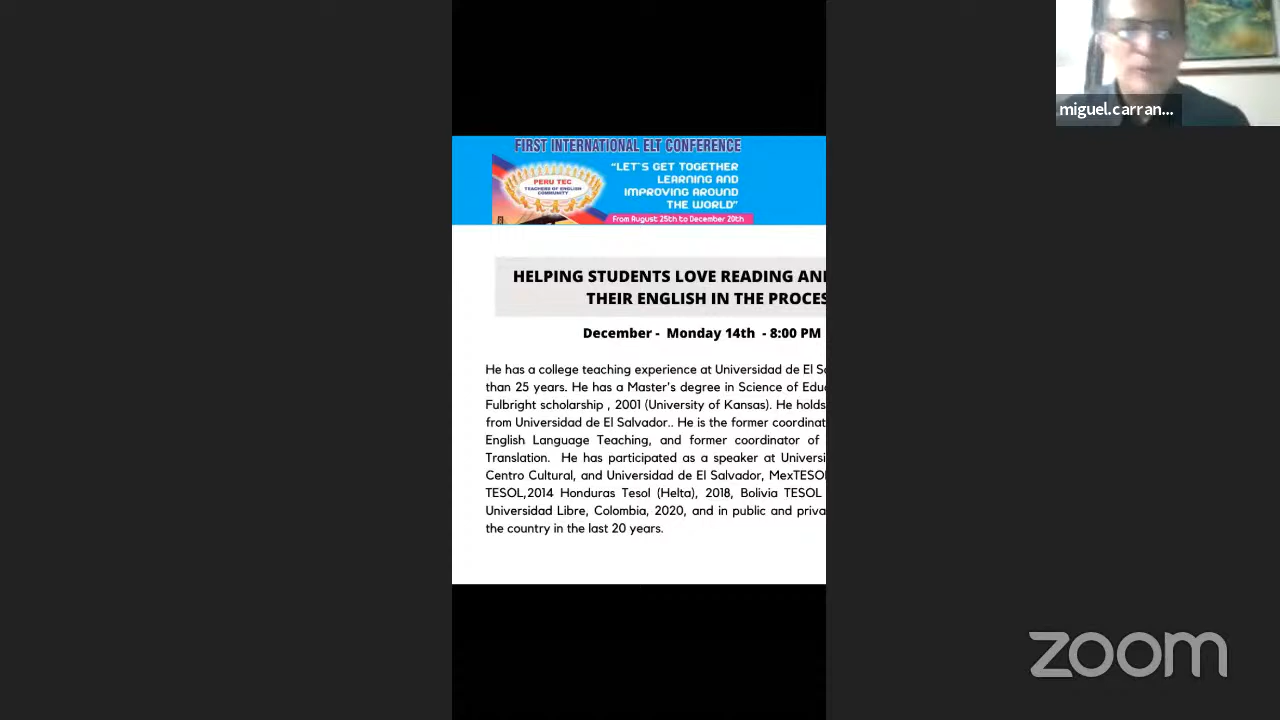 miguel.carran...
FIRST INTERNATIONAL ELT CONFERENCE
PERU TEC
TEACHERS OF ENGLISH
COMMUNITY
"LET'S GET TOGETHER
LEARNING AND
IMPROVING AROUND
THE WORLD"
From August 25th to December 20th
HELPING STUDENTS LOVE READING AN
THEIR ENGLISH IN THE PROCES
December - Monday 14th - 8:00 PM
He has a college teaching experience at Universidad de El S
than 25 years. He has a Master's degree in Science of Edu
Fulbright scholarship , 2001 (University of Kansas). He holds
from Universidad de El Salvador.. He is the former coordinat
English Language Teaching, and former coordinator of
Translation. He has participated as a speaker at Universi
Centro Cultural, and Universidad de El Salvador, MexTESO
TESOL,2014 Honduras Tesol (Helta), 2018, Bolivia TESOL
Universidad Libre, Colombia, 2020, and in public and priva
the country in the last 20 years.
zoom